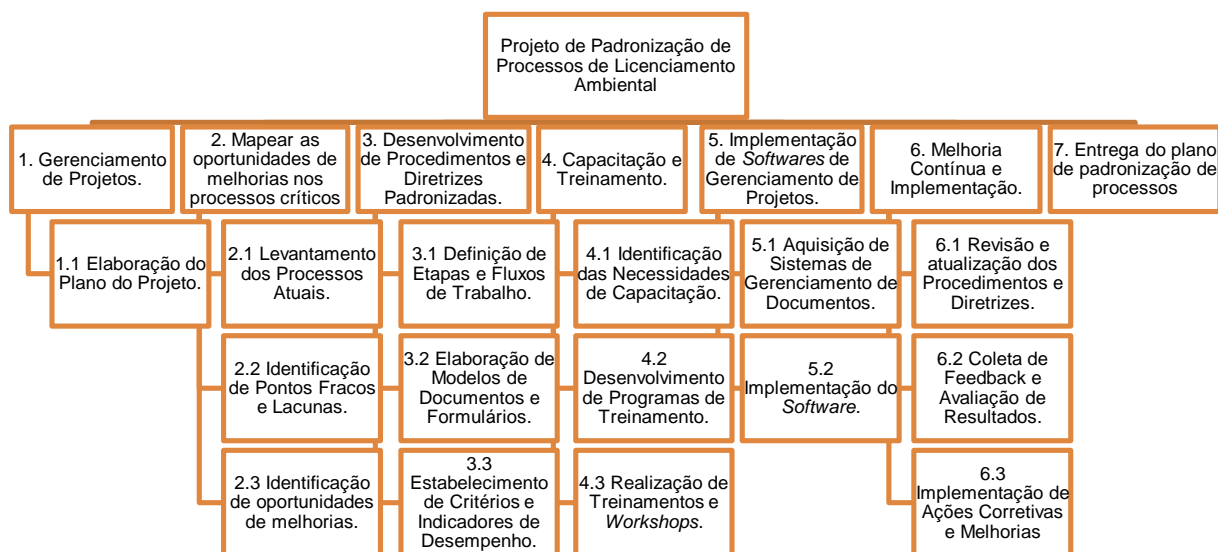 Projeto de Padronização de
Processos de Licenciamento
Ambiental
1. Gerenciamento
de Projetos.
2. Mapear as
oportunidades de
melhorias nos
processos críticos
3. Desenvolvimento
de Procedimentos e
Diretrizes
Padronizadas.
4. Capacitação e
Treinamento.
5. Implementação
de Softwares de
Gerenciamento de
Projetos.
6. Melhoria
Contínua e
Implementação.
7. Entrega do plano
de padronização de
processos
1.1 Elaboração do
Plano do Projeto.
2.1 Levantamento
dos Processos
Atuais.
3.1 Definição de
Etapas e Fluxos
de Trabalho.
4.1 Identificação
das Necessidades
de Capacitação.
5.1 Aquisição de
Sistemas de
Gerenciamento de
Documentos.
6.1 Revisão e
atualização dos
Procedimentos e
Diretrizes.
2.2 Identificação
de Pontos Fracos
e Lacunas.
3.2 Elaboração de
Modelos de
Documentos e
Formulários.
4.2
Desenvolvimento
de Programas de
Treinamento.
5.2
Implementação do
Software.
6.2 Coleta de
Feedback e
Avaliação de
Resultados.
2.3 Identificação
de oportunidades
de melhorias.
3.3
Estabelecimento
de Critérios e
Indicadores de
Desempenho.
4.3 Realização de
Treinamentos e
Workshops.
6.3
Implementação de
Ações Corretivas
e Melhorias